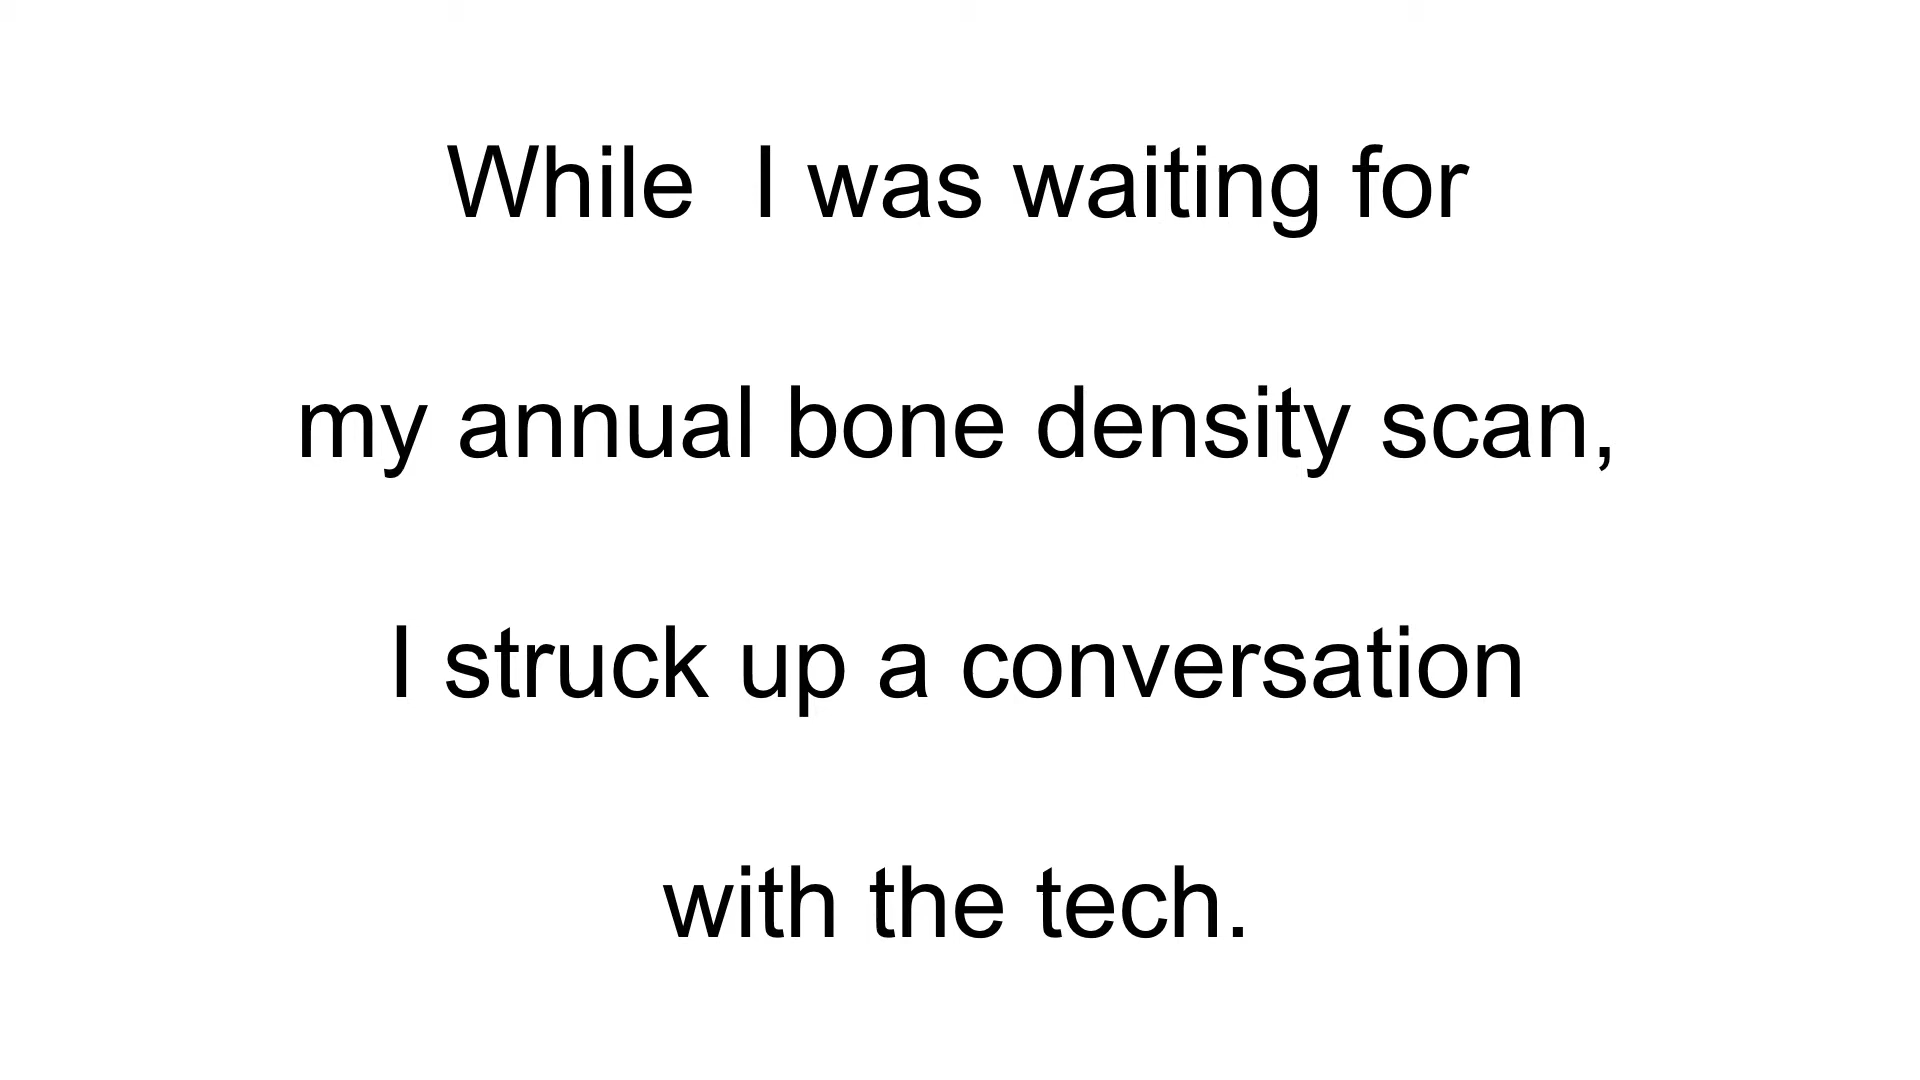 While  I was waiting for
my annual bone density scan,
I struck up a conversation
with the tech.